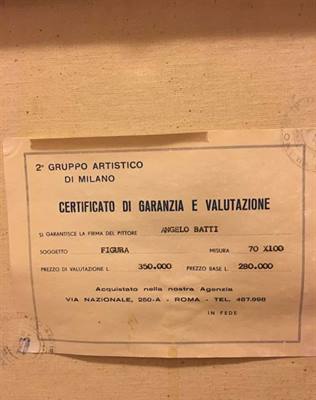 2º GRUPPO ARTISTICO
DI MILANO
CERTIFICATO DI GARANZIA E VALUTAZIONE
SI GARANTISCE LA FIRMA DEL PITTORE ANGELO BATTI
SOGGETTO FIGURA MISURA 70 X100
PREZZO DI VALUTAZIONE L. 350.000 PREZZO BASE L. 280.000
Acquistato nella nostra Agenzia
VIA NAZIONALE, 250-A - ROMA - TEL. 487.998
IN FEDE